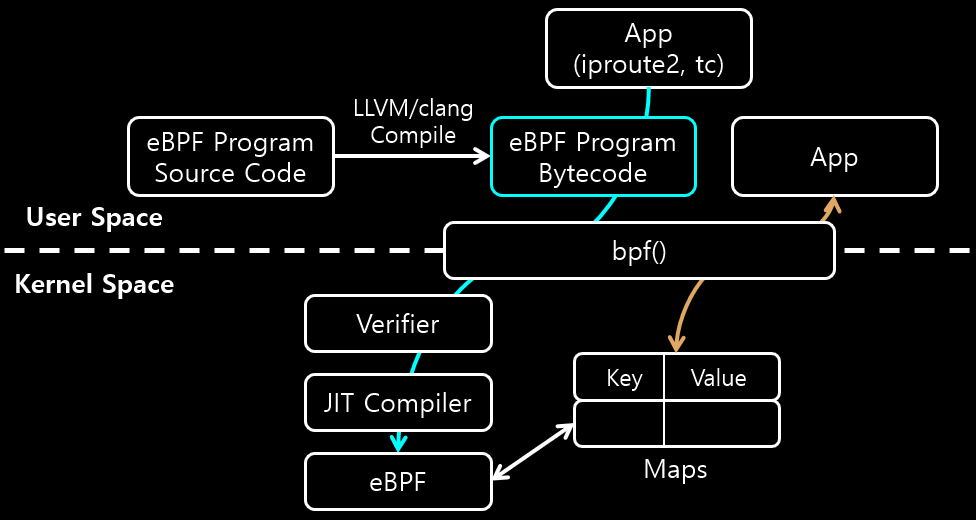 App
(iproute2, tc)
LLVM/clang
Compile
eBPF Program
Source Code
eBPF Program
Bytecode
App
User Space
bpf()
Kernel Space
Verifier
JIT Compiler
eBPF
Key Value
Maps